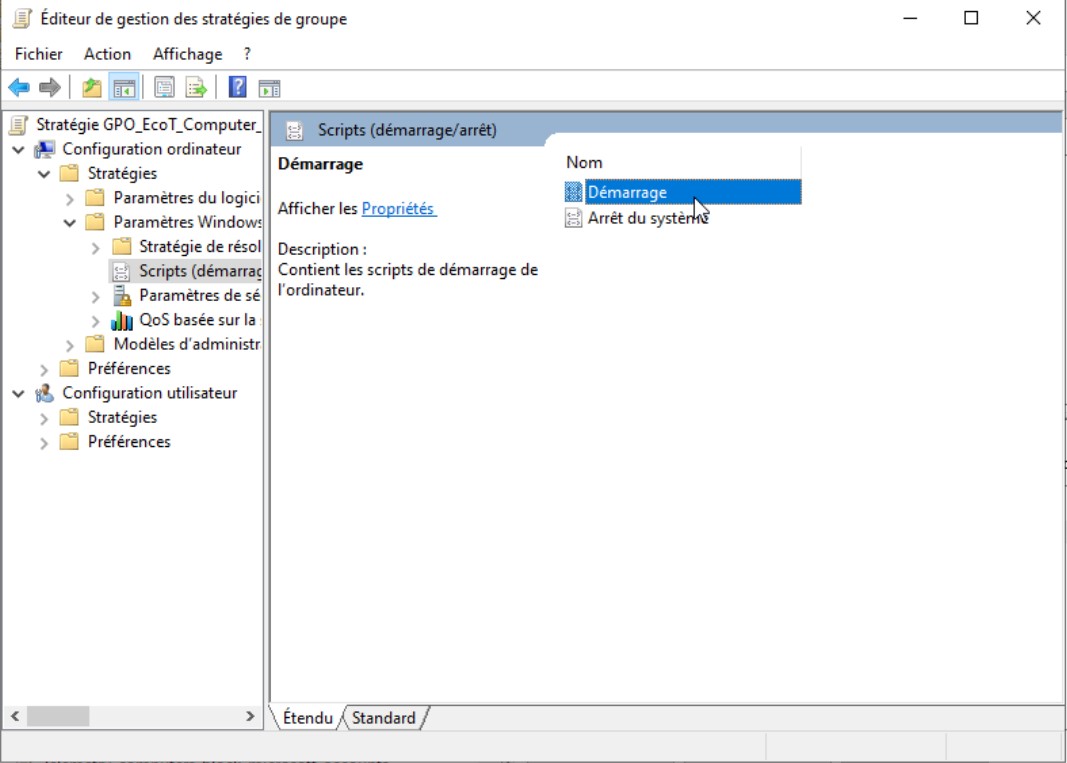 Éditeur de gestion des stratégies de groupe
Fichier Action Affichage ?
Stratégie GPO_EcoT_Computer_
Configuration ordinateur
Stratégies
Paramètres du logici
Paramètres Windows
Stratégie de résol
Scripts (démarrag
Paramètres de sé
QoS basée sur la
Modèles d'administr
Préférences
Configuration utilisateur
Stratégies
Préférences
Scripts (démarrage/arrêt)
Démarrage
Afficher les Propriétés
Description :
Contient les scripts de démarrage de
l'ordinateur.
Nom
Démarrage
Arrêt du système
Étendu Standard